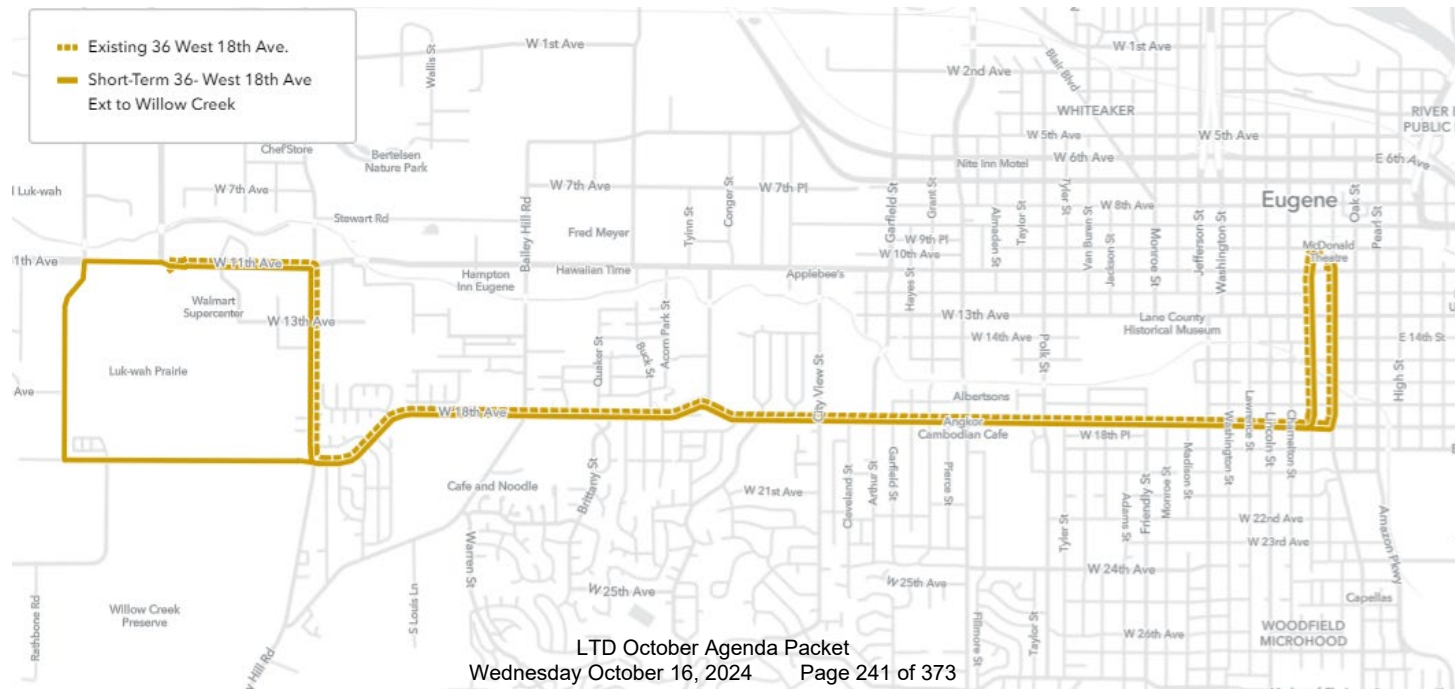 Existing 36 West 18th Ave.
Short-Term 36- West 18th Ave
Ext to Willow Creek
W 1st Ave
Wallis St
W 1st Ave
W 2nd Ave
Blair Blvd
WHITEAKER
RIVER
PUBLIC
Chef'Store
Bertelsen
Nature Park
W 5th Ave
W 5th Ave
Nite Inn Motel
W 6th Ave
E 6th Ave
Luk-wah
W 7th Ave
W 7th Ave
W 7th Pl
Stewart Rd
Bailey Hill Rd
Fred Meyer
Tyinn St
Conger St
Garfield St
Grant St
Almaden St
Taylor St
Tyler St
Van Buren St
Jackson St
W 8th Ave
Monroe St
Jefferson St
Washington St
Eugene
Oak St
Pearl St
W 9th Pl
W 10th Ave
McDonald
Theatre
1th Ave
W 11th Ave
Hampton
Inn Eugene
Hawaiian Time
Applebee's
Hayes St
Walmart
Supercenter
W 13th Ave
W 13th Ave
Lane County
Historical Museum
W 14th Ave
Polk St
E 14th St
Quaker St
Buck St
Acorn Park St
City View St
High St
Luk-wah Prairie
Ave
Albertsons
W 18th Ave
Angkor
Cambodian Cafe
W 18th Pl
Lawrence St
Washington St
Lincoln St
Charnelton St
Madison St
Cafe and Noodle
Brittany St
W 21st Ave
Cleveland St
Arthur St
Garfield St
Pierce St
Tyler St
Adams St
Friendly St
Monroe St
W 22nd Ave
W 23rd Ave
Amazon Pkwy
Warren St
W 24th Ave
W 25th Ave
W 25th Ave
Capellas
Rathbone Rd
Willow Creek
Preserve
S Louis Ln
Fillmore St
Taylor St
W 26th Ave
WOODFIELD
MICROHOOD
y Hill Rd
LTD October Agenda Packet
Wednesday October 16, 2024 Page 241 of 373